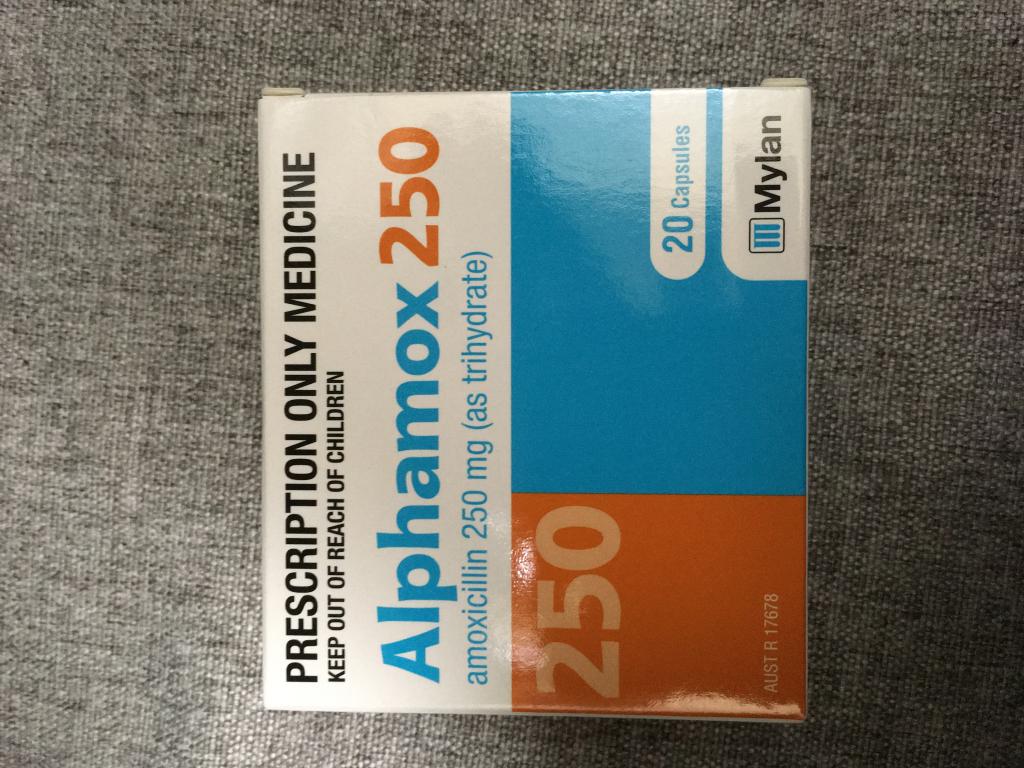 PRESCRIPTION ONLY MEDICINE
KEEP OUT OF REACH OF CHILDREN
Alphamox 250
amoxicillin 250 mg (as trihydrate)
250
20 Capsules
AUST R 17678
Mylan